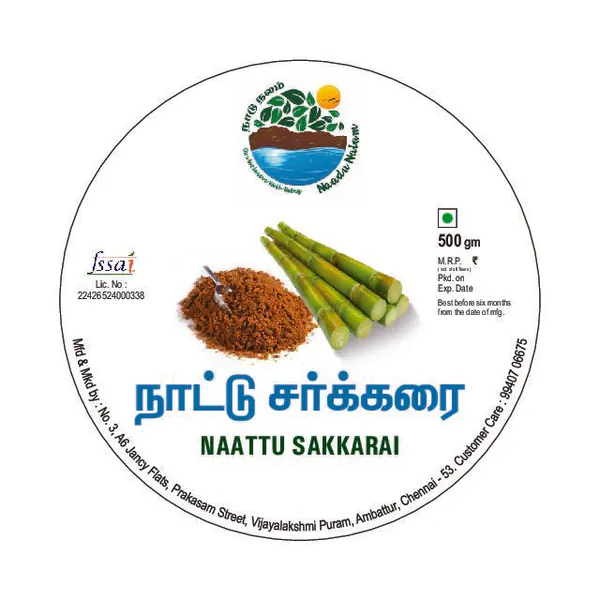 நாடு நலம்
Naadu Nalam
fssai
Lic. No :
22426524000338
500 gm
M.R.P. ₹
Pkd. on
Exp. Date
Best before six months
from the date of mfg.
நாட்டு சர்க்கரை
NAATTU SAKKARAI
Mfd & Mkd by : No. 3, A6 Jancy Flats, Prakasam Street, Vijayalakshmi Puram, Ambattur, Chennai - 53. Customer Care : 99407 06675